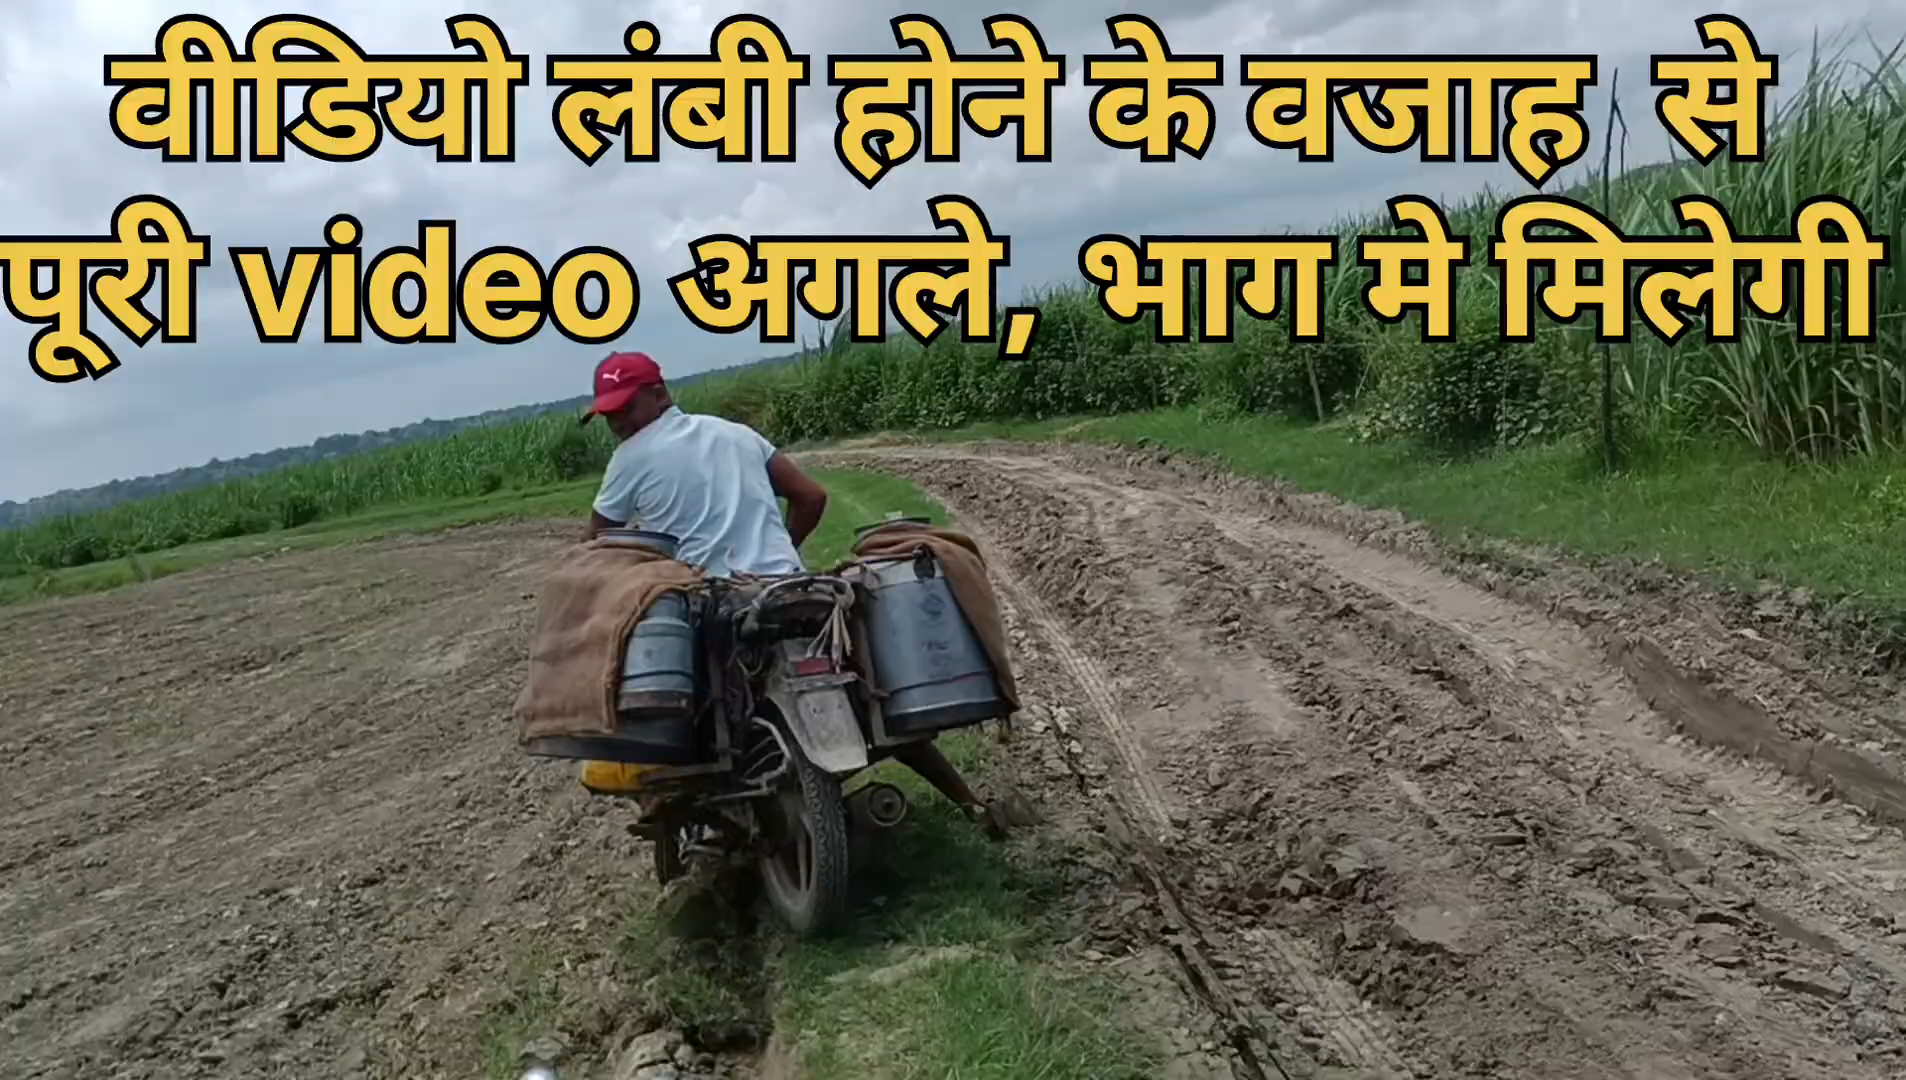 वीडियो लंबी होने के वजाह से
पूरी video अगले, भाग मे मिलेगी